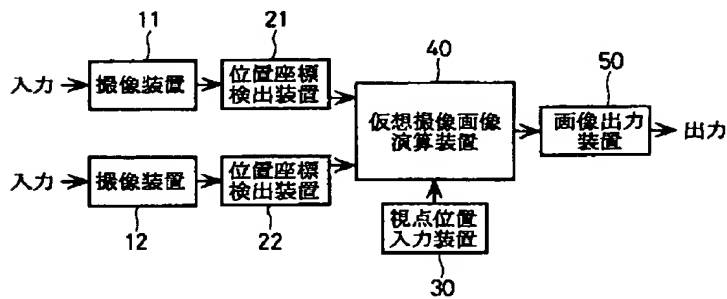 11
21
40
50
入力
撮像装置
位置座標
検出装置
仮想撮像画像
演算装置
画像出力
装置
出力
入力
撮像装置
位置座標
検出装置
12
22
視点位置
入力装置
30